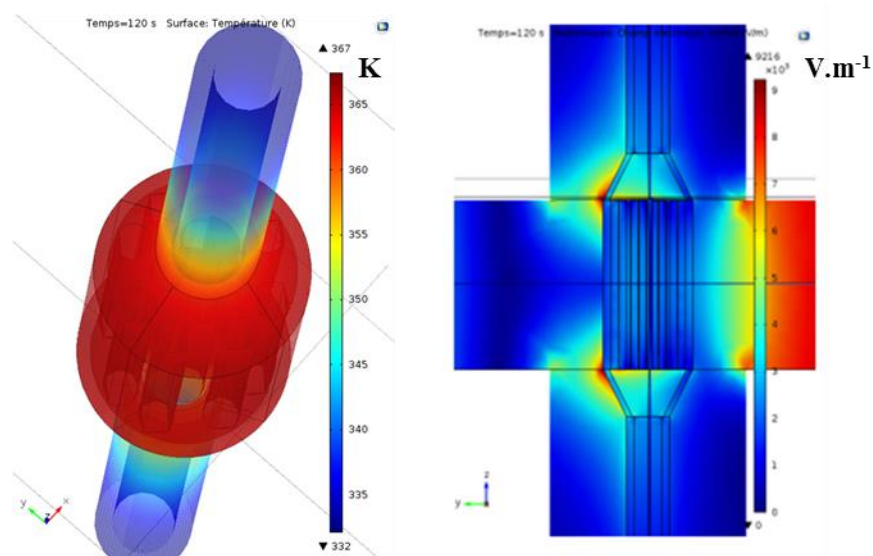 Temps=120 s   Surface: Température (K)
▲ 367
K
365
360
355
350
345
340
335
▼ 332
y
z
x
Temps=120 s
V/m)
▲ 9216
×10³
V.m⁻¹
9
8
7
6
5
4
3
2
1
0
▼ 0
z
y